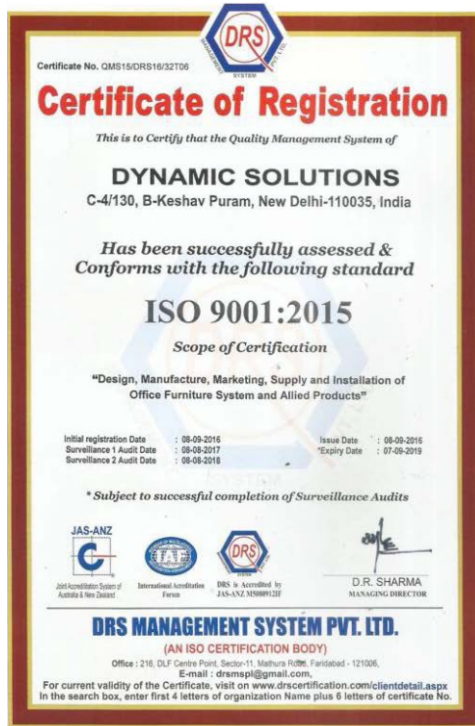 DRS
MANAGEMENT
SYSTEM
PVT. LTD.
Certificate No. QMS15/DRS16/32T06
Certificate of Registration
This is to Certify that the Quality Management System of
DYNAMIC SOLUTIONS
C-4/130, B-Keshav Puram, New Delhi-110035, India
Has been successfully assessed &
Conforms with the following standard
ISO 9001:2015
Scope of Certification
"Design, Manufacture, Marketing, Supply and Installation of
Office Furniture System and Allied Products"
Initial registration Date : 08-09-2016
Surveillance 1 Audit Date : 08-08-2017
Surveillance 2 Audit Date : 08-08-2018
Issue Date : 08-09-2016
*Expiry Date : 07-09-2019
* Subject to successful completion of Surveillance Audits
JAS-ANZ
C
Joint Accreditation System of
Australia & New Zealand
IAF
International Accreditation
Forum
DRS
SYSTEM
DRS is Accredited by
JAS-ANZ M5080912IF
D.R. SHARMA
MANAGING DIRECTOR
DRS MANAGEMENT SYSTEM PVT. LTD.
(AN ISO CERTIFICATION BODY)
Office : 216, DLF Centre Point, Sector-11, Mathura Road, Faridabad - 121006,
E-mail : drsmspl@gmail.com,
For current validity of the Certificate, visit on www.drscertification.com/clientdetail.aspx
In the search box, enter first 4 letters of organization Name plus 6 letters of certificate No.